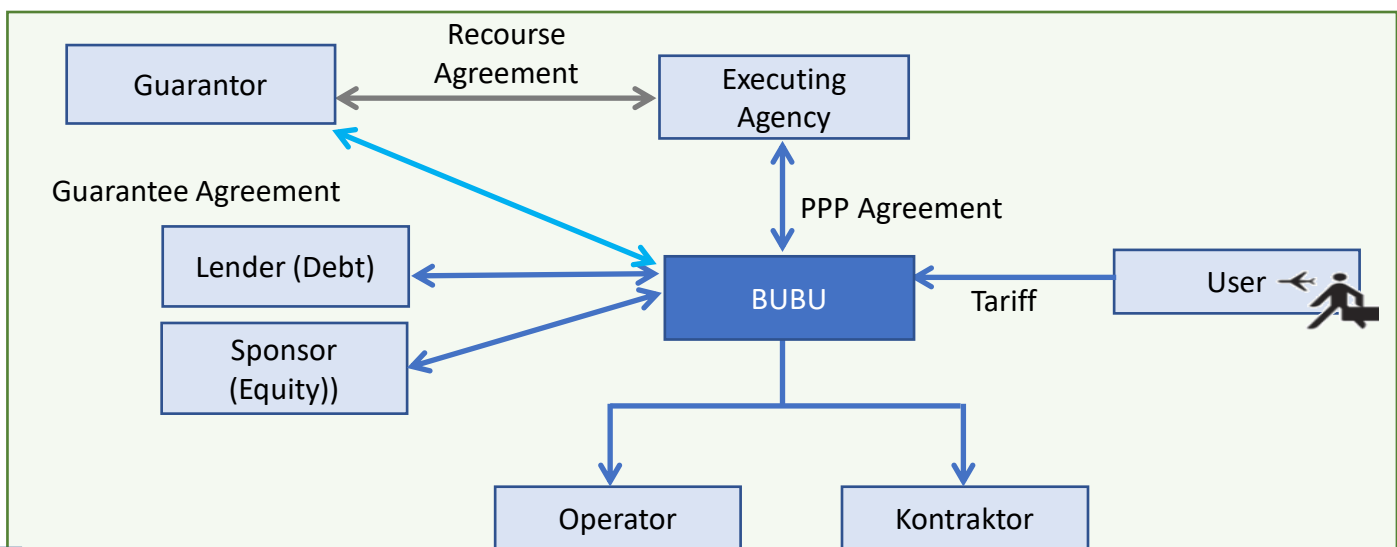 Recourse
Agreement
Guarantor
Executing
Agency
Guarantee Agreement
PPP Agreement
Lender (Debt)
BUBU
Tariff
User
Sponsor
(Equity))
Operator
Kontraktor